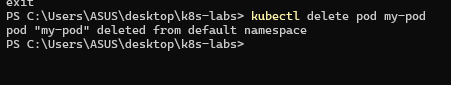 exit
PS C:\Users\ASUS\desktop\k8s-labs> kubectl delete pod my-pod
pod "my-pod" deleted from default namespace
PS C:\Users\ASUS\desktop\k8s-labs>